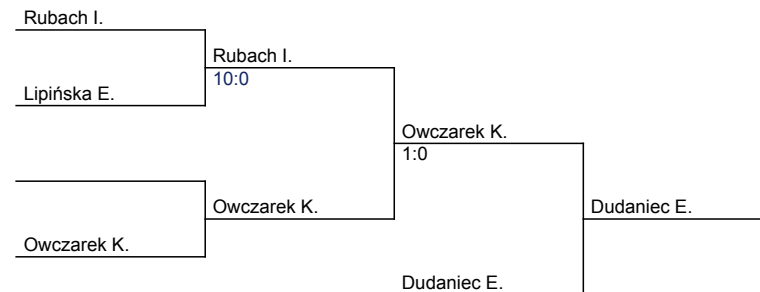 Rubach I.
Rubach I.
10:0
Lipińska E.
Owczarek K.
1:0
Owczarek K.
Dudaniec E.
Owczarek K.
Dudaniec E.